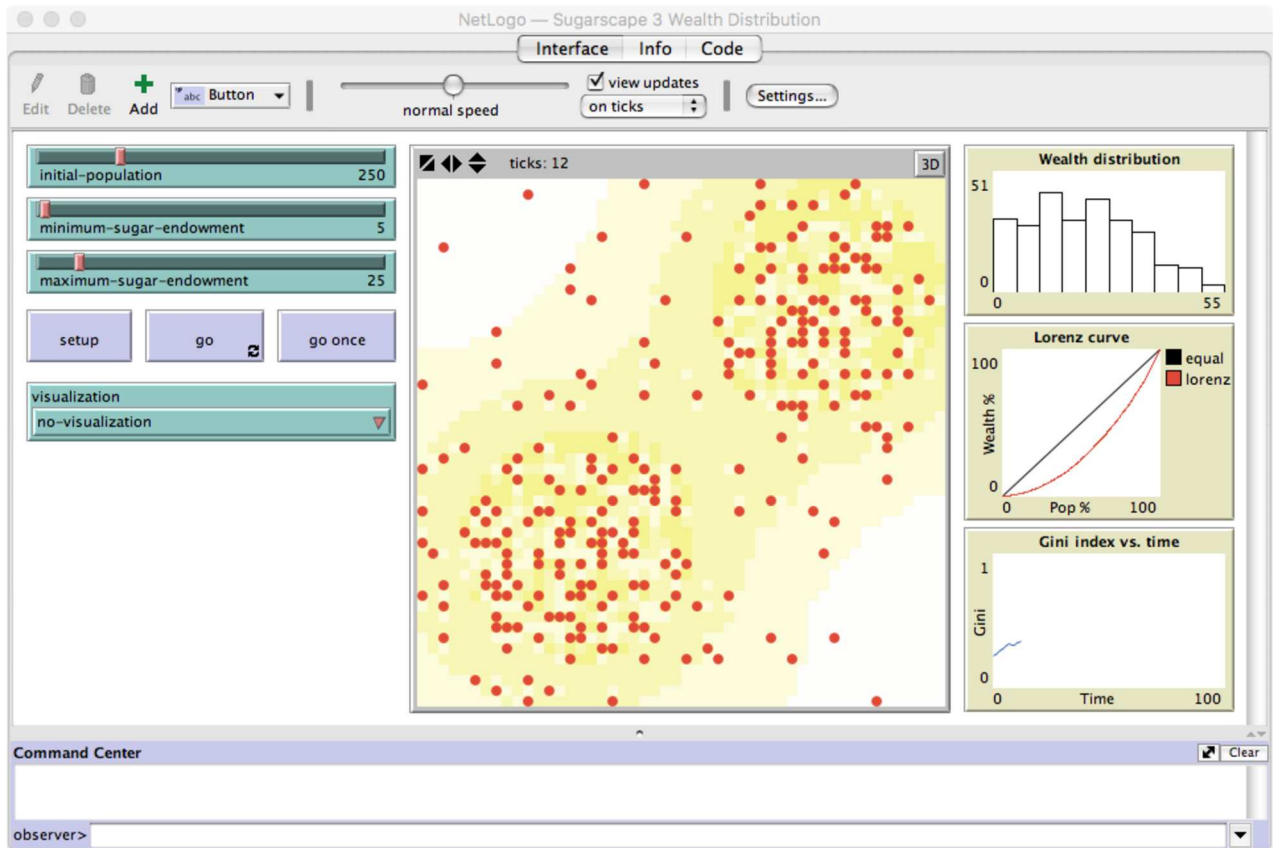 NetLogo — Sugarscape 3 Wealth Distribution
Interface Info Code
Edit Delete Add abc Button normal speed view updates on ticks Settings...
initial-population 250
minimum-sugar-endowment 5
maximum-sugar-endowment 25
setup go go once
visualization
no-visualization
ticks: 12 3D
Wealth distribution
51
0
0 55
Lorenz curve
100 equal
lorenz
Wealth %
0
0 Pop % 100
Gini index vs. time
1
Gini
0
0 Time 100
Command Center Clear
observer>